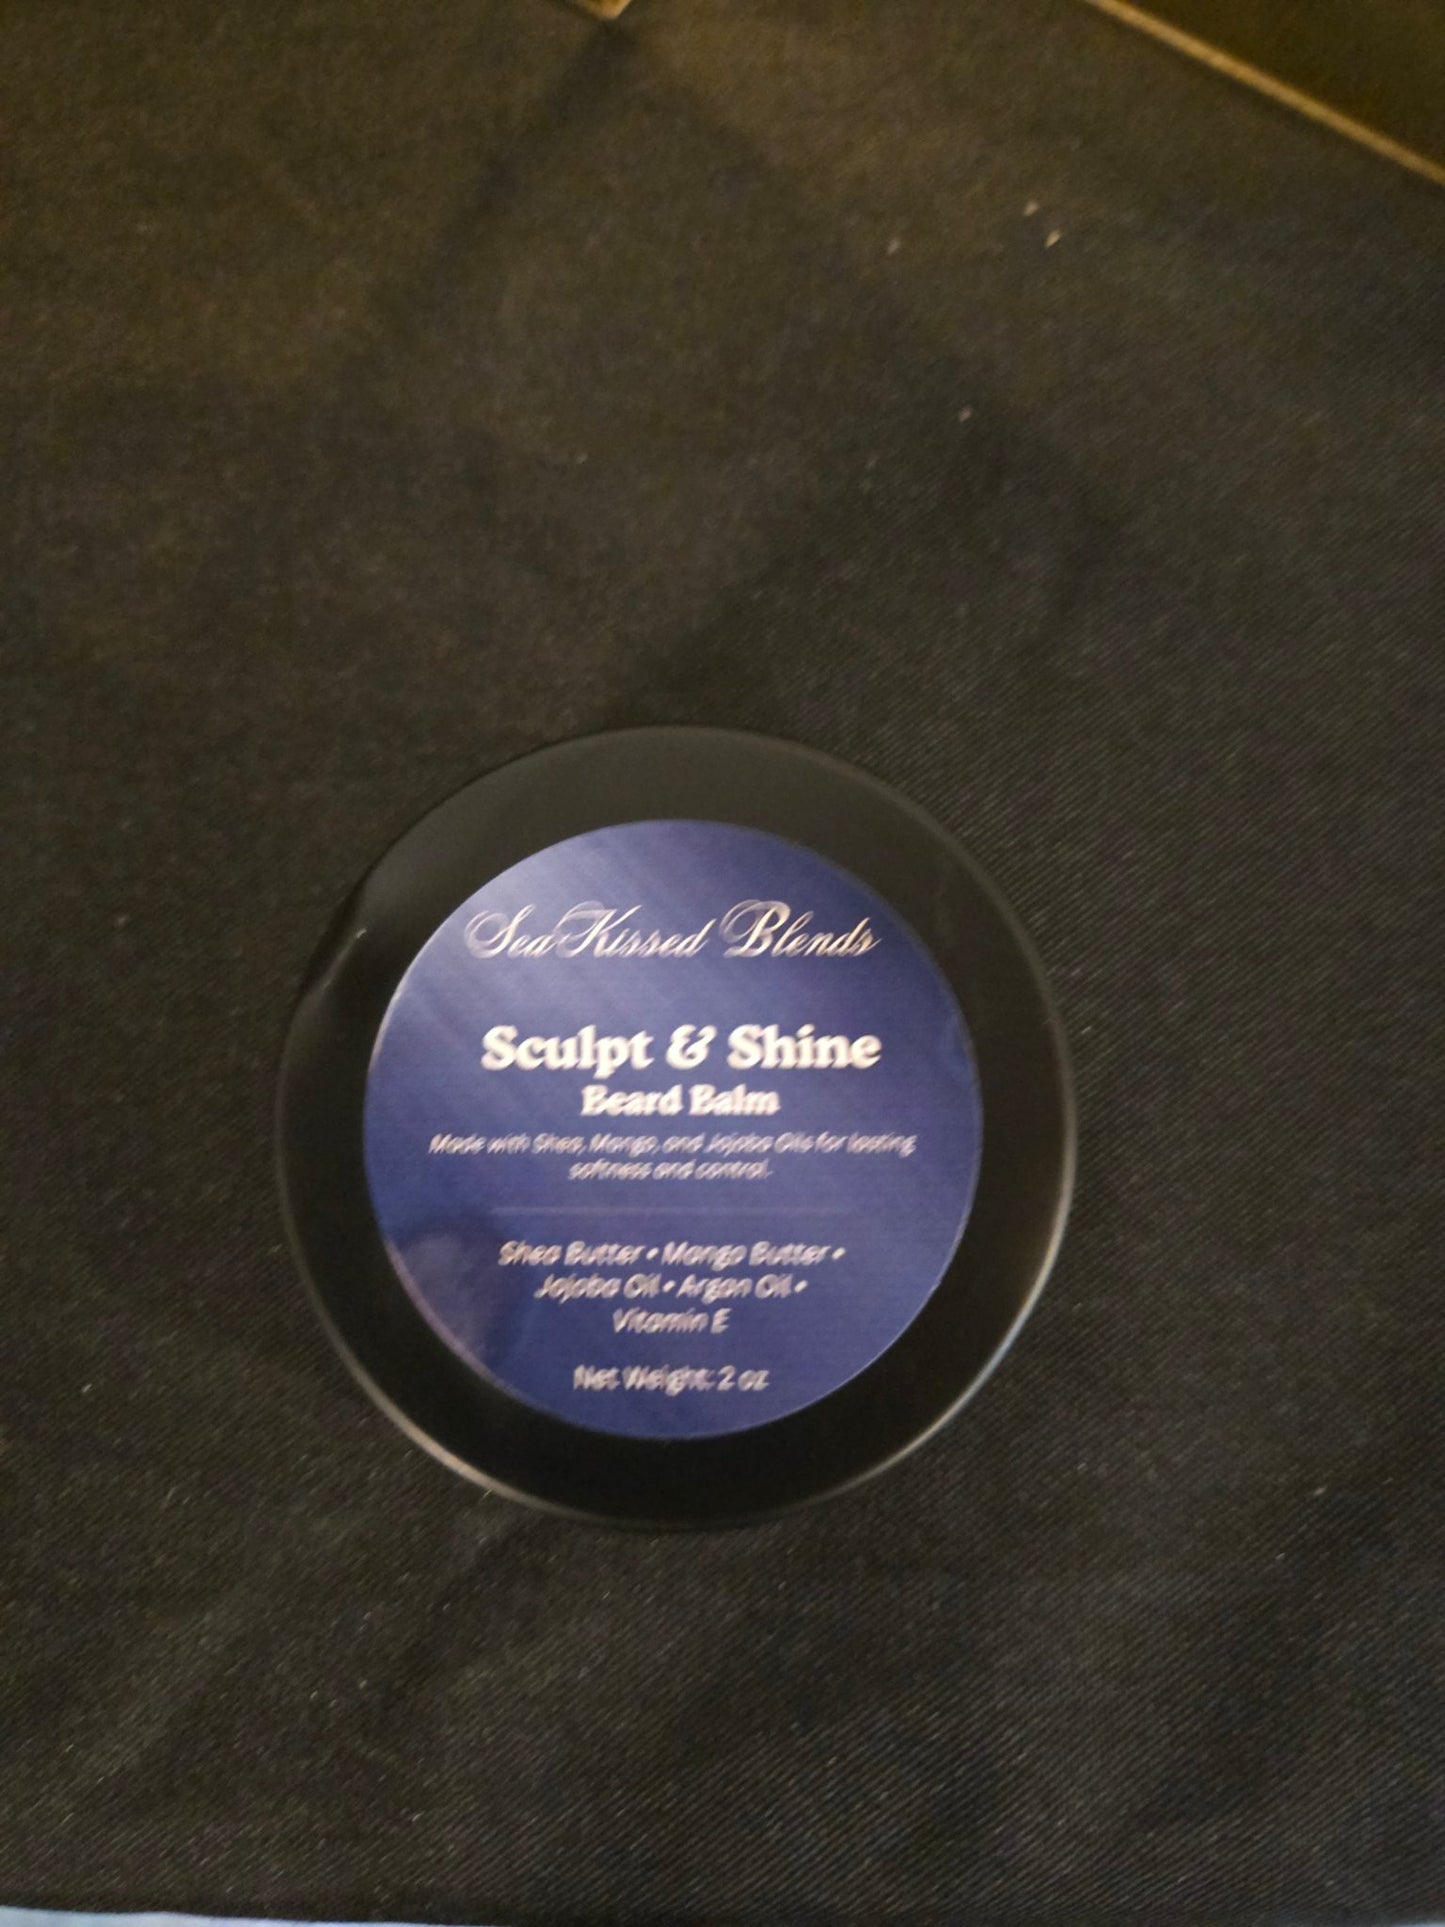 SeaKissed Blends
Sculpt & Shine
Beard Balm
Made with Shea, Mango, and Jojoba Oils for lasting
softness and control.
Shea Butter • Mango Butter •
Jojoba Oil • Argan Oil •
Vitamin E
Net Weight: 2 oz